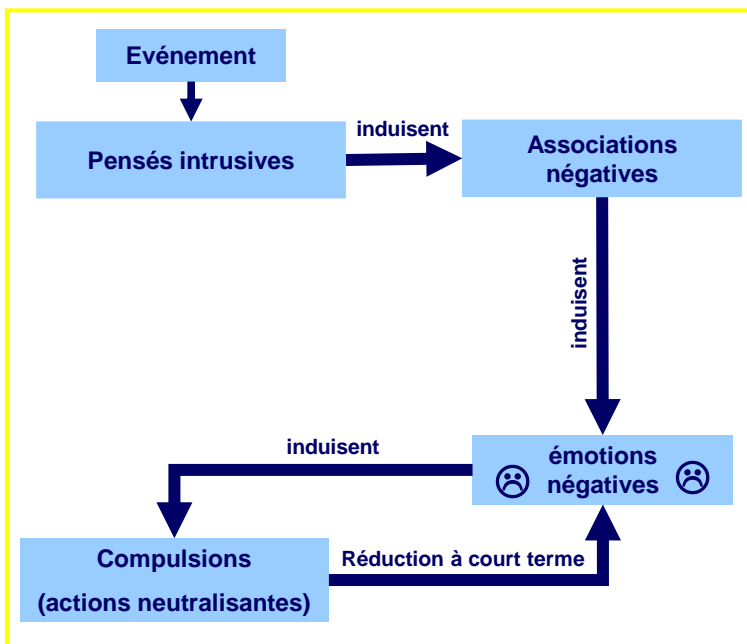 Evénement
induisent
Pensés intrusives
Associations
négatives
induisent
induisent
émotions
négatives
Compulsions
(actions neutralisantes)
Réduction à court terme